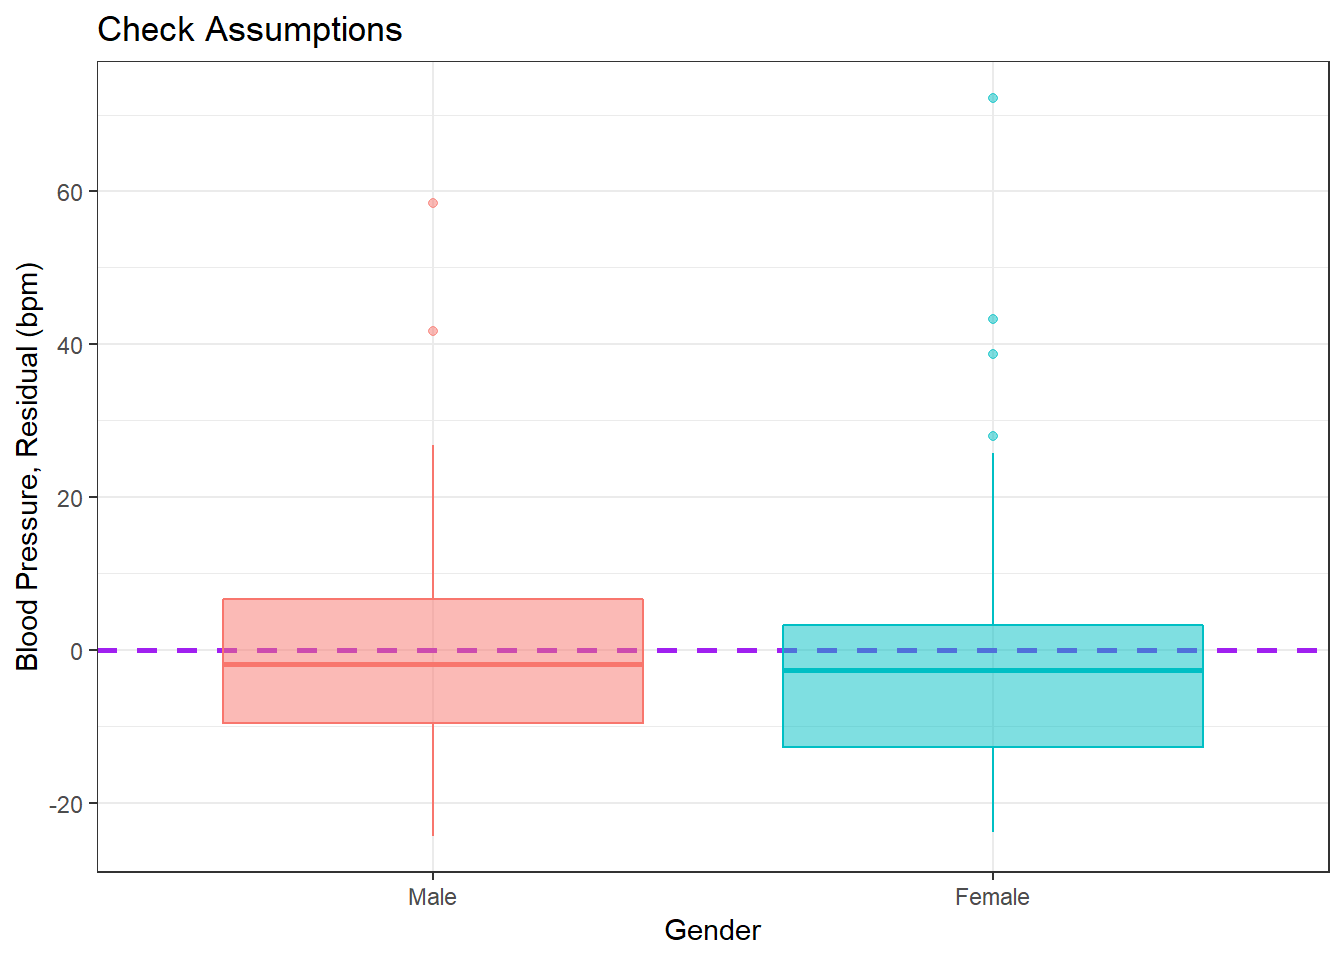 Check Assumptions
Blood Pressure, Residual (bpm)
60
40
20
0
-20
Male
Female
Gender